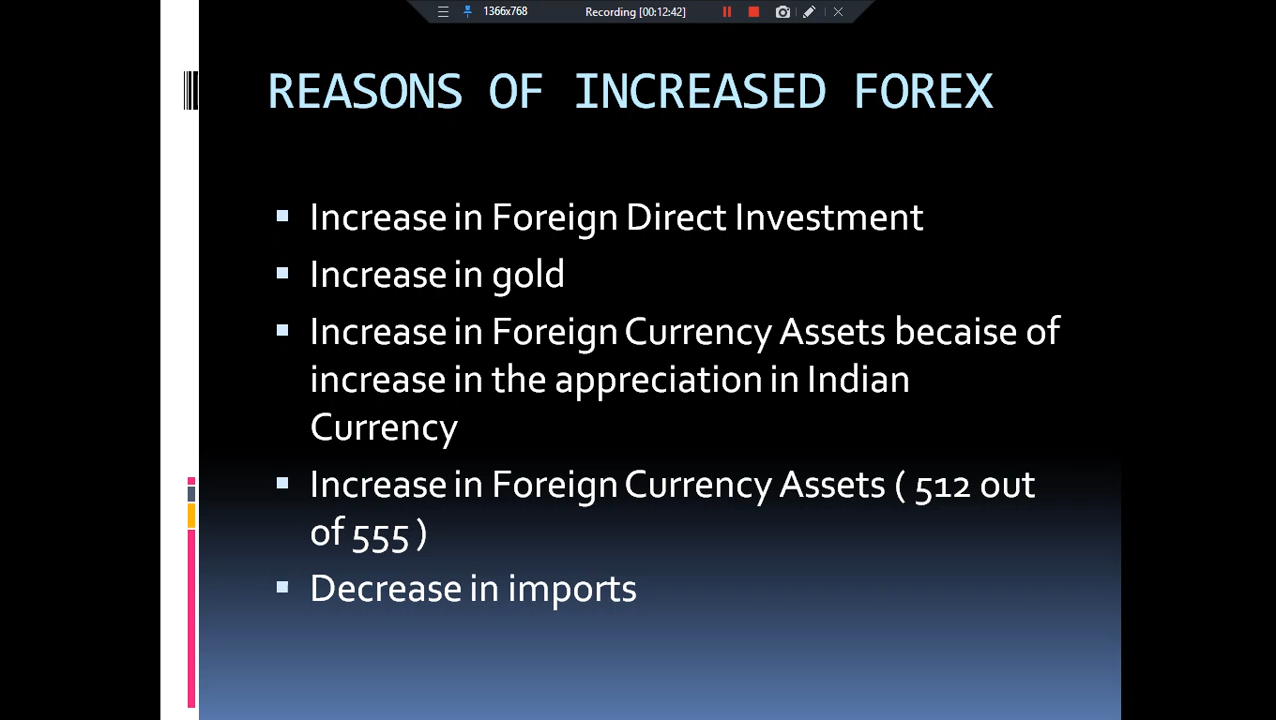 1366x768 Recording [00:12:42]
REASONS OF INCREASED FOREX
Increase in Foreign Direct Investment
Increase in gold
Increase in Foreign Currency Assets becaise of
increase in the appreciation in Indian
Currency
Increase in Foreign Currency Assets ( 512 out
of 555 )
Decrease in imports